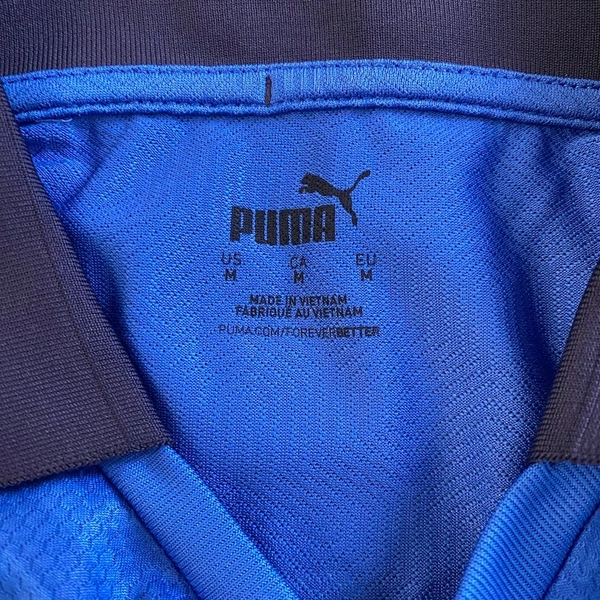 PUMA
US CA EU
M M M
MADE IN VIETNAM
FABRIQUÉ AU VIETNAM
PUMA.COM/FOREVERBETTER